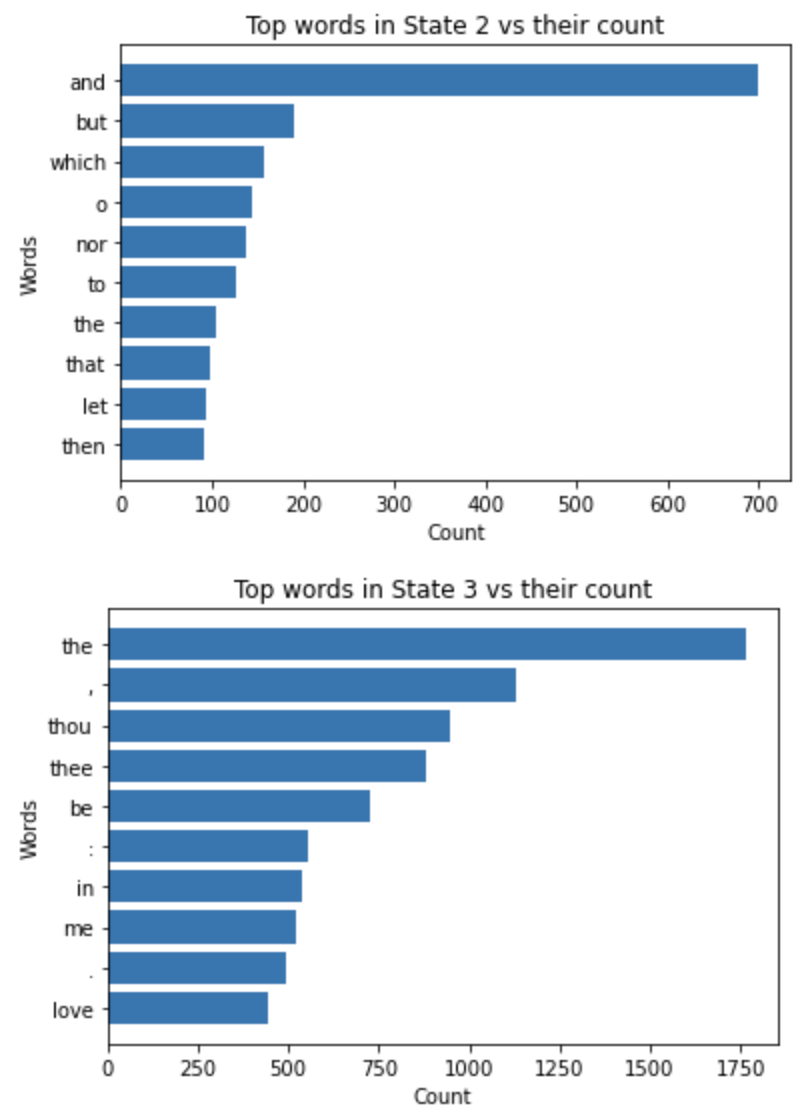 Top words in State 2 vs their count
and
but
which
o
nor
to
the
that
let
then
Words
0 100 200 300 400 500 600 700
Count
Top words in State 3 vs their count
the
,
thou
thee
be
:
in
me
.
love
Words
0 250 500 750 1000 1250 1500 1750
Count